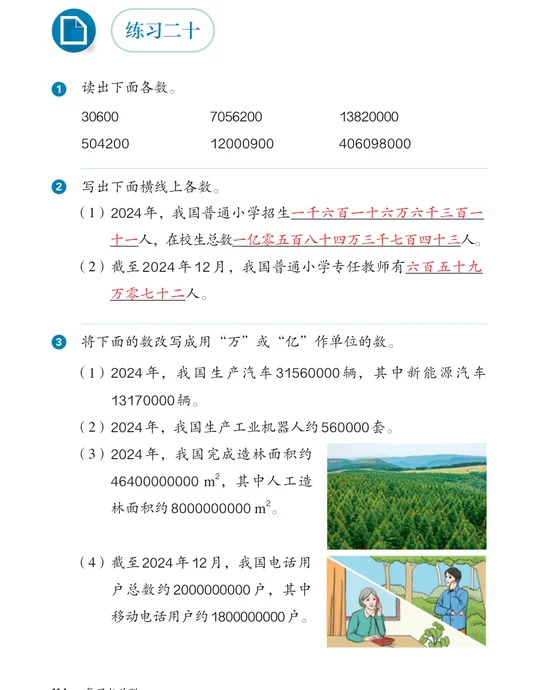 练习二十
1 读出下面各数。
30600 7056200 13820000
504200 12000900 406098000
2 写出下面横线上各数。
（1）2024年，我国普通小学招生一千六百一十六万六千三百一
十一人，在校生总数一亿零五百八十四万三千七百四十三人。
（2）截至2024年12月，我国普通小学专任教师有六百五十九
万零七十二人。
3 将下面的数改写成用“万”或“亿”作单位的数。
（1）2024年，我国生产汽车31560000辆，其中新能源汽车
13170000辆。
（2）2024年，我国生产工业机器人约560000套。
（3）2024年，我国完成造林面积约
46400000000 m²，其中人工造
林面积约8000000000 m²。
（4）截至2024年12月，我国电话用
户总数约2000000000户，其中
移动电话用户约1800000000户。